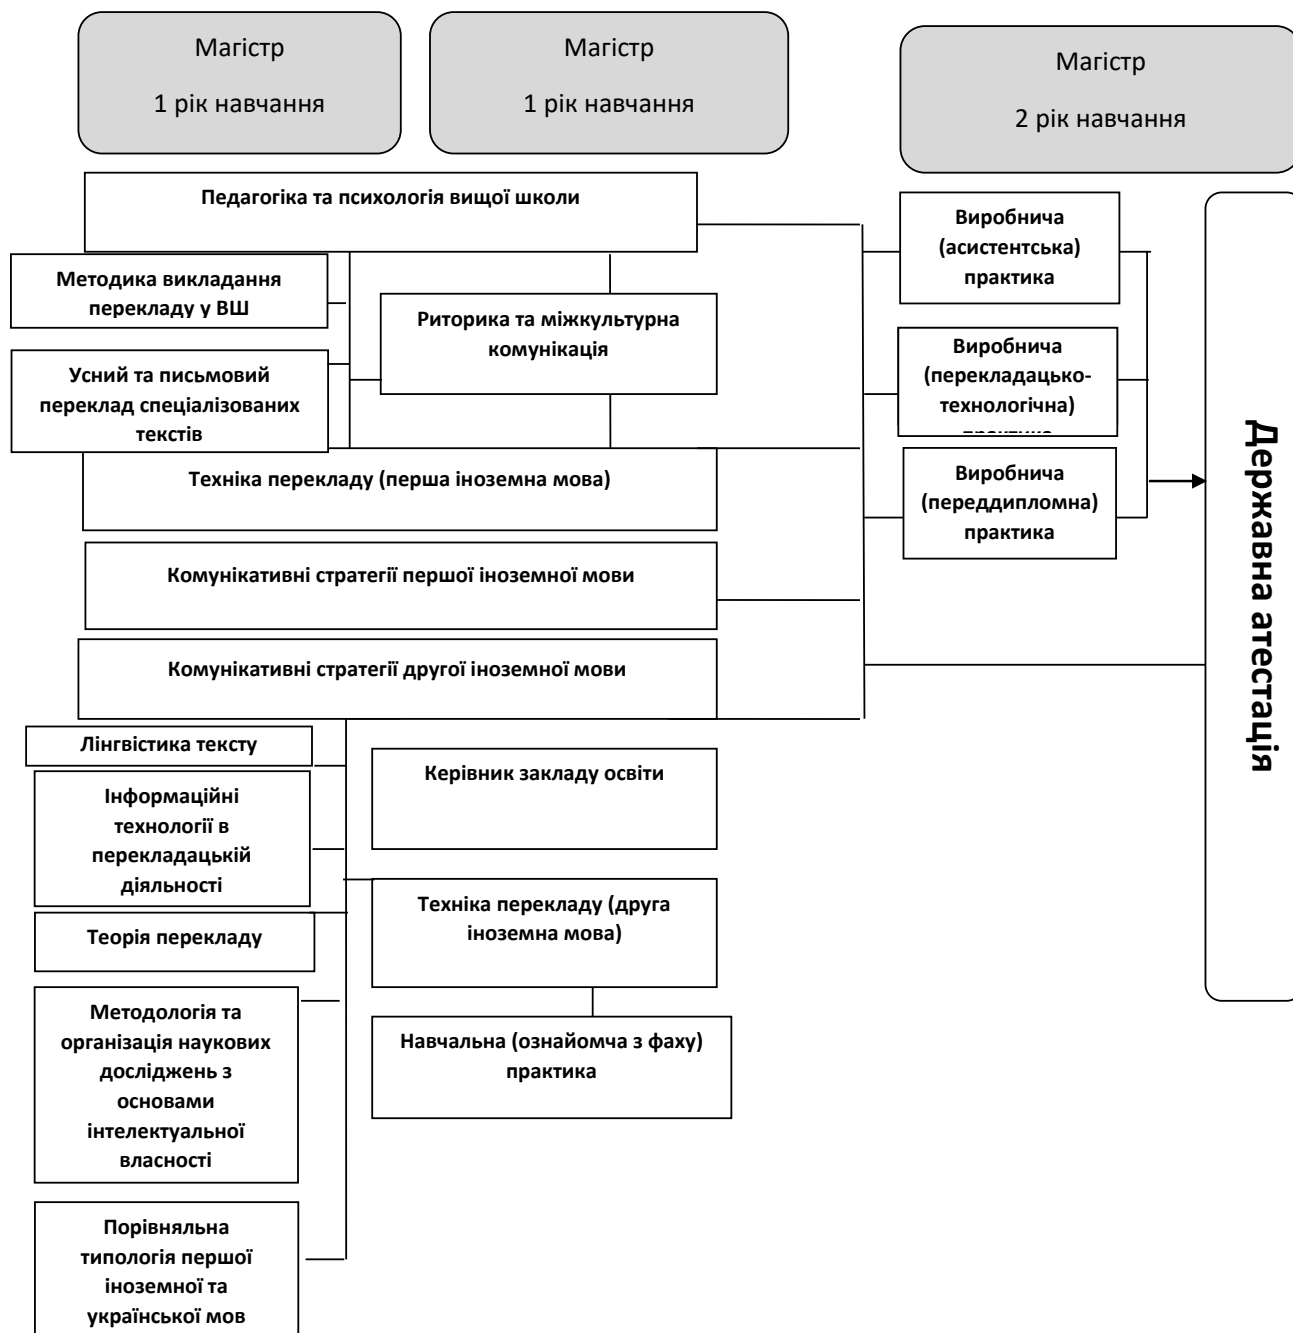 Магістр
1 рік навчання
Магістр
1 рік навчання
Магістр
2 рік навчання
Педагогіка та психологія вищої школи
Методика викладання
перекладу у ВШ
Риторика та міжкультурна
комунікація
Усний та письмовий
переклад спеціалізованих
текстів
Техніка перекладу (перша іноземна мова)
Комунікативні стратегії першої іноземної мови
Комунікативні стратегії другої іноземної мови
Лінгвістика тексту
Інформаційні
технології в
перекладацькій
діяльності
Теорія перекладу
Методологія та
організація наукових
досліджень з
основами
інтелектуальної
власності
Порівняльна
типологія першої
іноземної та
української мов
Керівник закладу освіти
Техніка перекладу (друга
іноземна мова)
Навчальна (ознайомча з фаху)
практика
Виробнича
(асистентська)
практика
Виробнича
(перекладацько-
технологічна)
практика
Виробнича
(переддипломна)
практика
Державна атестація